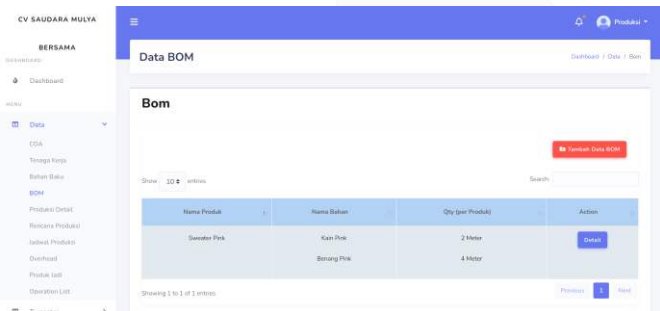 CV SAUDARA MULYA
BERSAMA
DASHBOARD
Dashboard
MENU
Data
COA
Tenaga Kerja
Bahan Baku
BOM
Produksi Detail
Rencana Produksi
Jadwal Produksi
Overhead
Produk Jadi
Operation List
Produksi
Data BOM
Dashboard / Data / Bom
Bom
Tambah Data BOM
Show 10 entries
Search:
Nama Produk Nama Bahan Qty (per Produk) Action
Sweater Pink Kain Pink 2 Meter Detail
Benang Pink 4 Meter
Showing 1 to 1 of 1 entries
Previous 1 Next